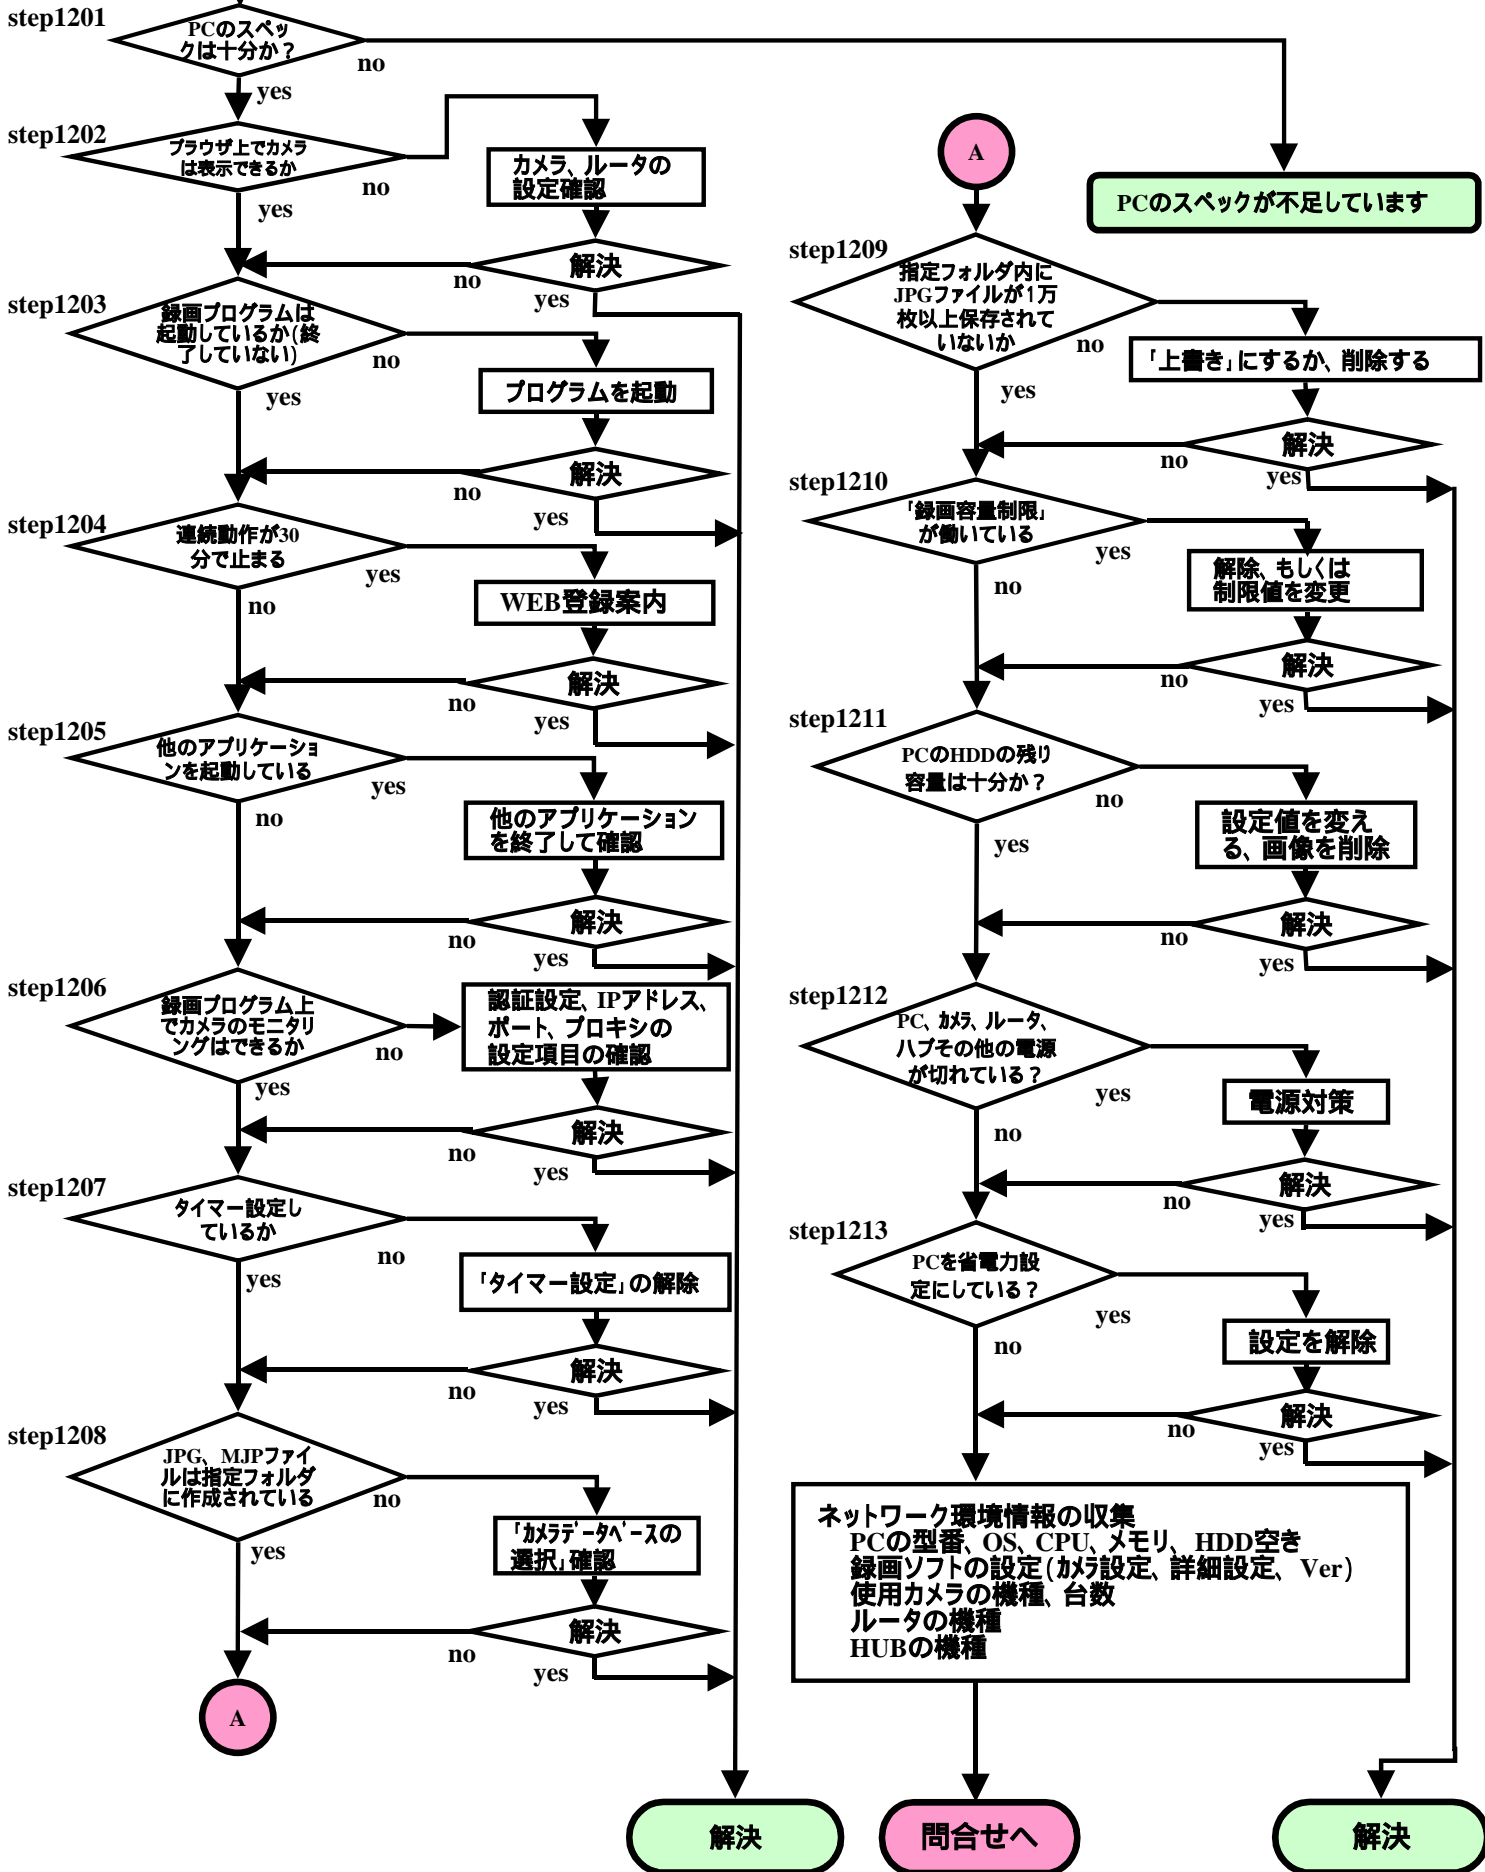 step1201
PCのスペッ
クは十分か？
no
yes
step1202
ブラウザ上でカメラ
は表示できるか
no
yes
カメラ、ルータの
設定確認
解決
no
yes
step1203
録画プログラムは
起動しているか(終
了していない)
no
yes
プログラムを起動
解決
no
yes
step1204
連続動作が30
分で止まる
yes
no
WEB登録案内
解決
no
yes
step1205
他のアプリケーショ
ンを起動している
yes
no
他のアプリケーション
を終了して確認
解決
no
yes
step1206
録画プログラム上
でカメラのモニタリ
ングはできるか
no
yes
認証設定、IPアドレス、
ポート、プロキシの
設定項目の確認
解決
no
yes
step1207
タイマー設定し
ているか
no
yes
「タイマー設定」の解除
解決
no
yes
step1208
JPG、MJPファイ
ルは指定フォルダ
に作成されている
no
yes
「ｶﾒﾗﾃﾞｰﾀﾍﾞｰｽの
選択」確認
解決
no
yes
A
解決
PCのスペックが不足しています
A
step1209
指定フォルダ内に
JPGファイルが1万
枚以上保存されて
いないか
no
yes
「上書き」にするか、削除する
解決
no
yes
step1210
「録画容量制限」
が働いている
yes
no
解除、もしくは
制限値を変更
解決
no
yes
step1211
PCのHDDの残り
容量は十分か？
no
yes
設定値を変え
る、画像を削除
解決
no
yes
step1212
PC、ｶﾒﾗ、ルータ、
ハブその他の電源
が切れている？
yes
no
電源対策
解決
no
yes
step1213
PCを省電力設
定にしている？
yes
no
設定を解除
解決
no
yes
ネットワーク環境情報の収集
PCの型番、OS、CPU、メモリ、HDD空き
録画ソフトの設定(ｶﾒﾗ設定、詳細設定、Ver)
使用カメラの機種、台数
ルータの機種
HUBの機種
問合せへ
解決